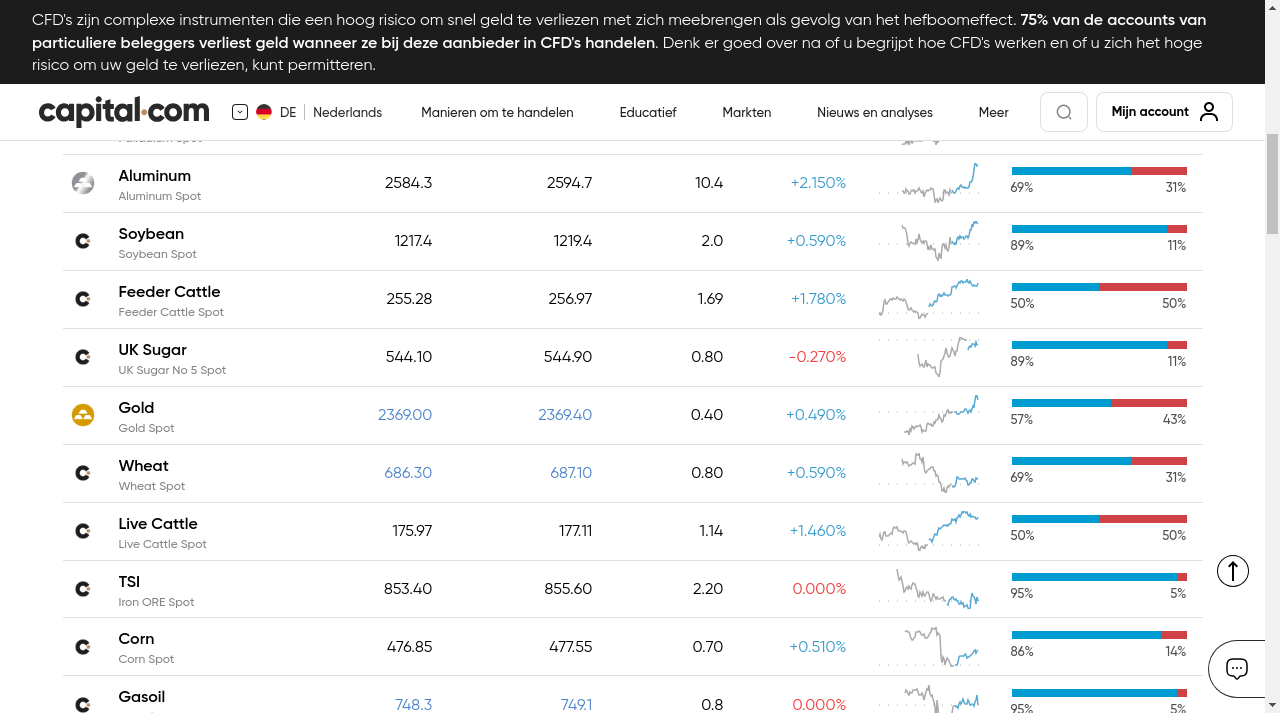 CFD's zijn complexe instrumenten die een hoog risico om snel geld te verliezen met zich meebrengen als gevolg van het hefboomeffect. 75% van de accounts van
particuliere beleggers verliest geld wanneer ze bij deze aanbieder in CFD's handelen. Denk er goed over na of u begrijpt hoe CFD's werken en of u zich het hoge
risico om uw geld te verliezen, kunt permitteren.
capital.com DE Nederlands Manieren om te handelen Educatief Markten Nieuws en analyses Meer Mijn account
Palladium Spot
Aluminum 2584.3 2594.7 10.4 +2.150%
Aluminum Spot 69% 31%
Soybean 1217.4 1219.4 2.0 +0.590%
Soybean Spot 89% 11%
Feeder Cattle 255.28 256.97 1.69 +1.780%
Feeder Cattle Spot 50% 50%
UK Sugar 544.10 544.90 0.80 -0.270%
UK Sugar No 5 Spot 89% 11%
Gold 2369.00 2369.40 0.40 +0.490%
Gold Spot 57% 43%
Wheat 686.30 687.10 0.80 +0.590%
Wheat Spot 69% 31%
Live Cattle 175.97 177.11 1.14 +1.460%
Live Cattle Spot 50% 50%
TSI 853.40 855.60 2.20 0.000%
Iron ORE Spot 95% 5%
Corn 476.85 477.55 0.70 +0.510%
Corn Spot 86% 14%
Gasoil 748.3 749.1 0.8 0.000%
95% 5%